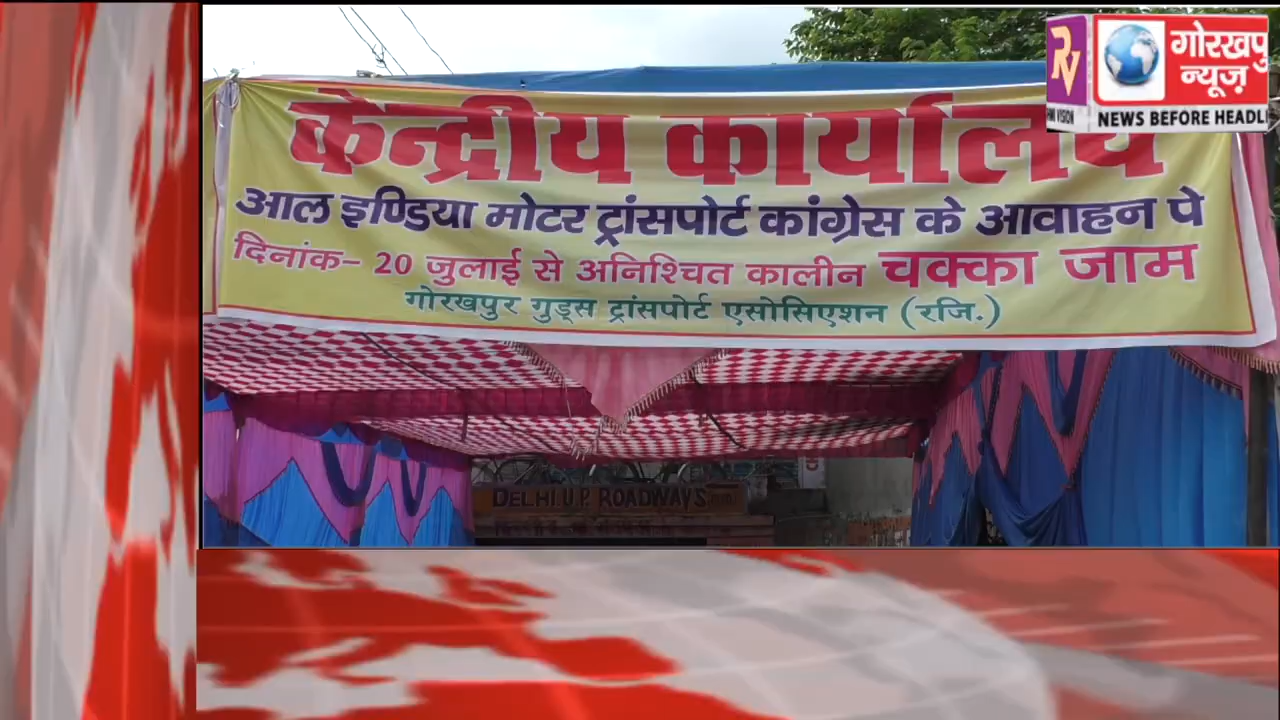 RV
गोरखपु
न्यूज़
NEWS BEFORE HEADLI
केन्द्रीय कार्यालय
आल इण्डिया मोटर ट्रांसपोर्ट कांग्रेस के आवाहन पे
दिनांक– 20 जुलाई से अनिश्चित कालीन चक्का जाम
गोरखपुर गुड्स ट्रांसपोर्ट एसोसिएशन (रजि.)
DELHI U.P. ROADWAYS